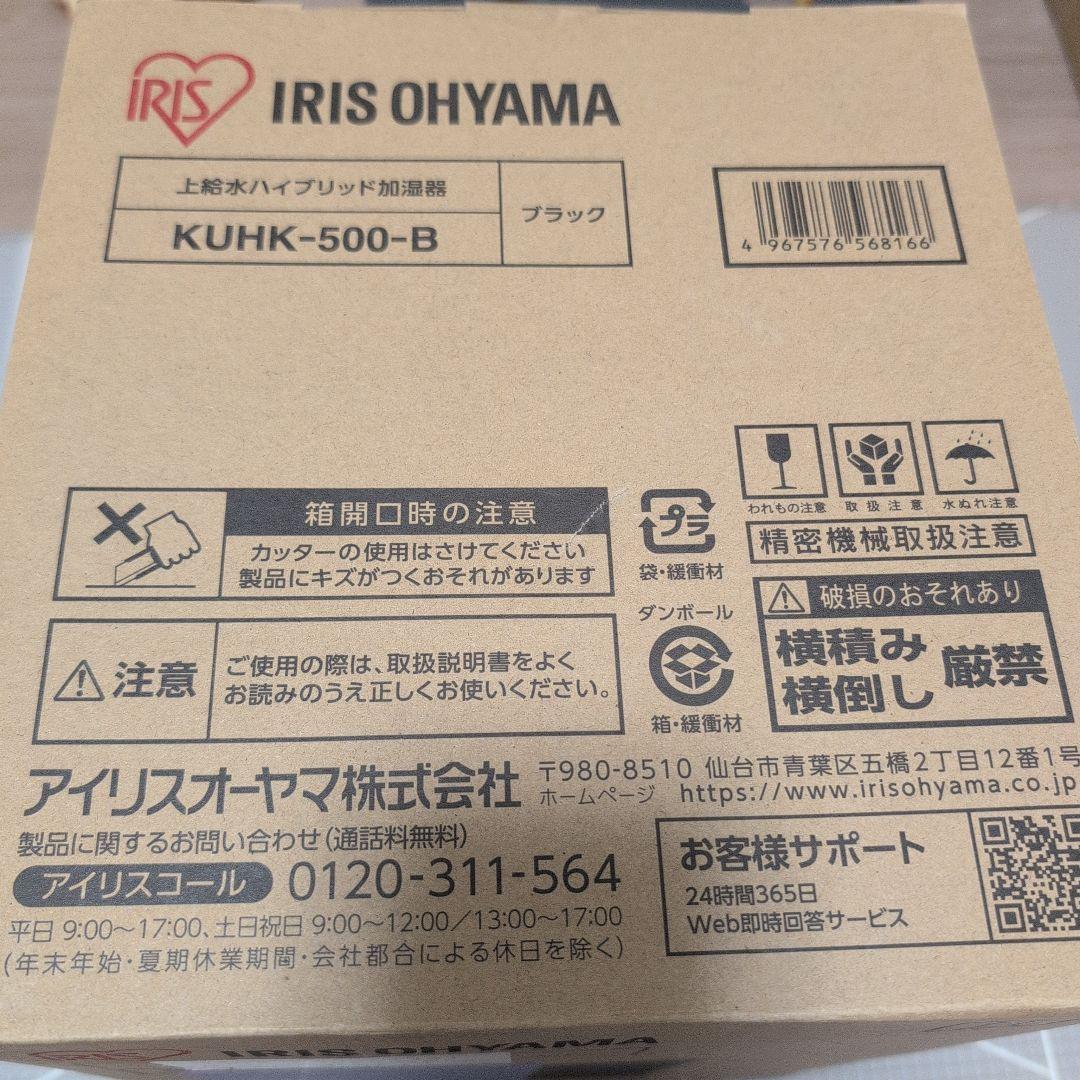 IRIS
IRIS OHYAMA
上給水ハイブリッド加湿器
KUHK-500-B
ブラック
4 967576 568166
われもの注意
取扱注意
水ぬれ注意
精密機械取扱注意
箱開口時の注意
カッターの使用はさけてください
製品にキズがつくおそれがあります
プラ
袋・緩衝材
破損のおそれあり
横積み
横倒し
厳禁
注意
ご使用の際は、取扱説明書をよく
お読みのうえ正しくお使いください。
ダンボール
箱・緩衝材
アイリスオーヤマ株式会社
〒980-8510 仙台市青葉区五橋2丁目12番1号
ホームページ https://www.irisohyama.co.jp
製品に関するお問い合わせ(通話料無料)
アイリスコール 0120-311-564
平日 9:00〜17:00、土日祝日 9:00〜12:00/13:00〜17:00
(年末年始・夏期休業期間・会社都合による休日を除く)
お客様サポート
24時間365日
Web即時回答サービス
IRIS OHYAMA